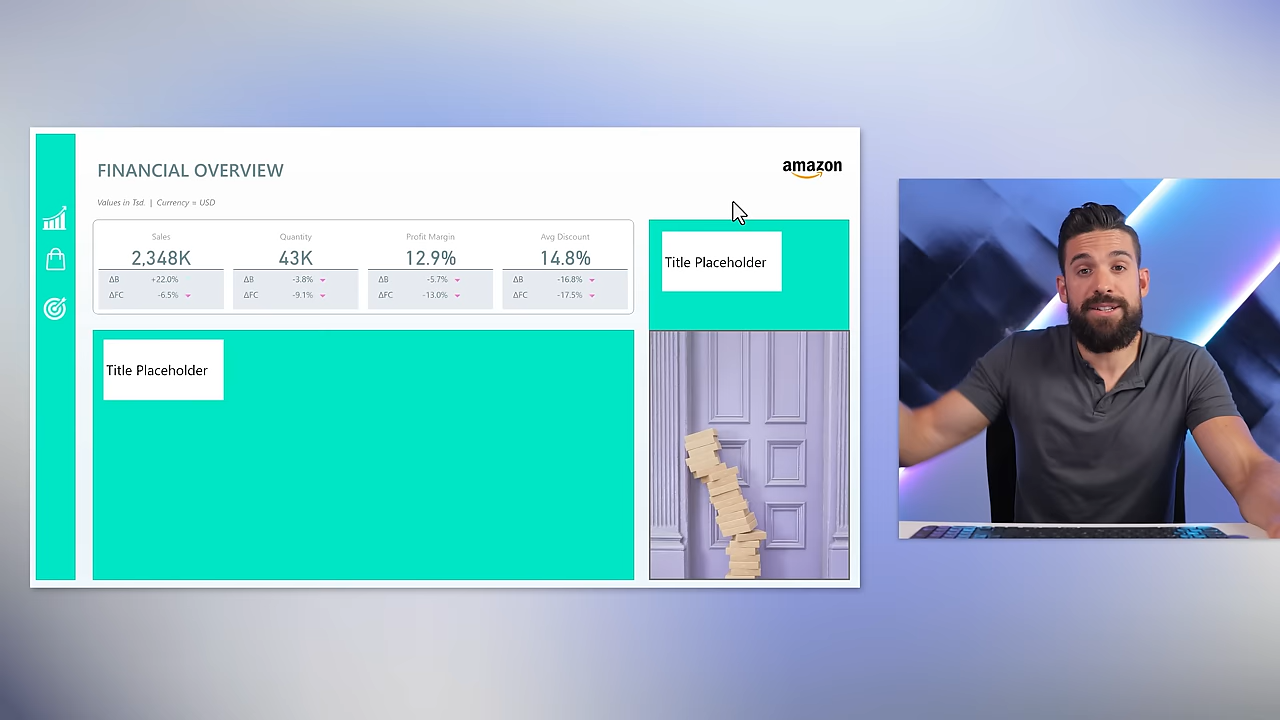 FINANCIAL OVERVIEW
amazon
Values in Tsd. | Currency = USD
Sales
2,348K
ΔB +22.0%
ΔFC -6.5%
Quantity
43K
ΔB -3.8%
ΔFC -9.1%
Profit Margin
12.9%
ΔB -5.7%
ΔFC -13.0%
Avg Discount
14.8%
ΔB -16.8%
ΔFC -17.5%
Title Placeholder
Title Placeholder